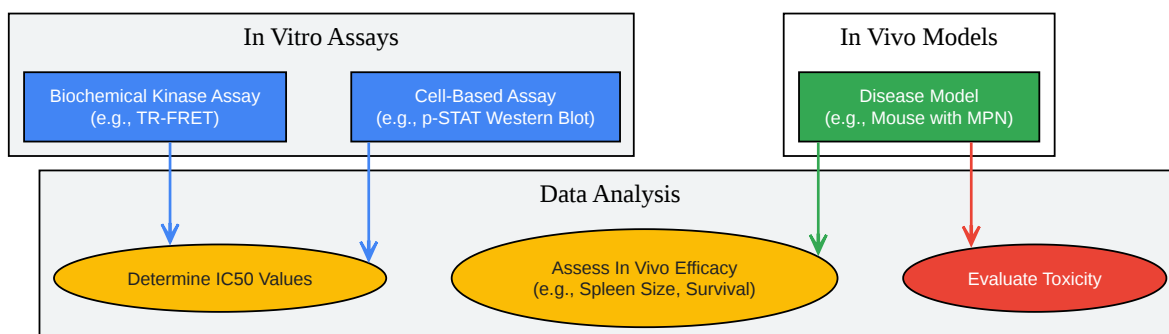 In Vitro Assays
In Vivo Models
Biochemical Kinase Assay
(e.g., TR-FRET)
Cell-Based Assay
(e.g., p-STAT Western Blot)
Disease Model
(e.g., Mouse with MPN)
Data Analysis
Determine IC50 Values
Assess In Vivo Efficacy
(e.g., Spleen Size, Survival)
Evaluate Toxicity